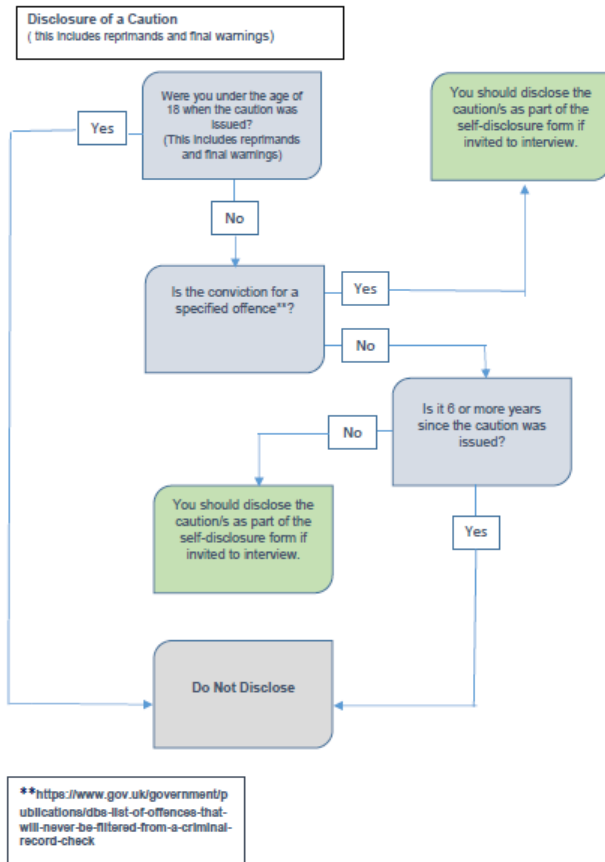 Disclosure of a Caution
( this includes reprimands and final warnings)
Were you under the age of
18 when the caution was
issued?
(This includes reprimands
and final warnings)
You should disclose the
caution/s as part of the
self-disclosure form if
invited to interview.
Yes
No
Is the conviction for a
specified offence**?
Yes
No
Is it 6 or more years
since the caution was
issued?
No
You should disclose the
caution/s as part of the
self-disclosure form if
invited to interview.
Yes
Do Not Disclose
**https://www.gov.uk/government/p
ublications/dbs-list-of-offences-that-
will-never-be-filtered-from-a-criminal-
record-check